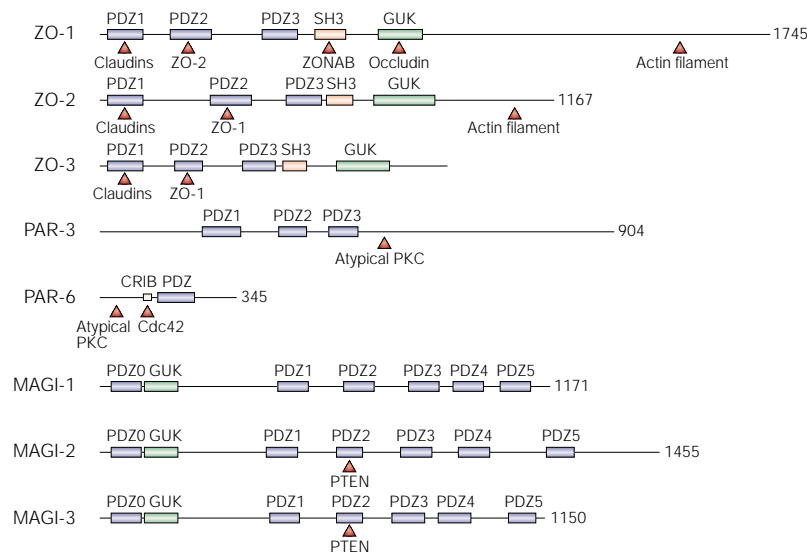 PDZ1 PDZ2 PDZ3 SH3 GUK
ZO-1 1745
Claudins ZO-2 ZONAB Occludin Actin filament
PDZ1 PDZ2 PDZ3 SH3 GUK
ZO-2 1167
Claudins ZO-1 Actin filament
PDZ1 PDZ2 PDZ3 SH3 GUK
ZO-3
Claudins ZO-1
PDZ1 PDZ2 PDZ3
PAR-3 904
Atypical PKC
CRIB PDZ
PAR-6 345
Atypical Cdc42
PKC
PDZ0 GUK PDZ1 PDZ2 PDZ3 PDZ4 PDZ5
MAGI-1 1171
PDZ0 GUK PDZ1 PDZ2 PDZ3 PDZ4 PDZ5
MAGI-2 1455
PTEN
PDZ0 GUK PDZ1 PDZ2 PDZ3 PDZ4 PDZ5
MAGI-3 1150
PTEN